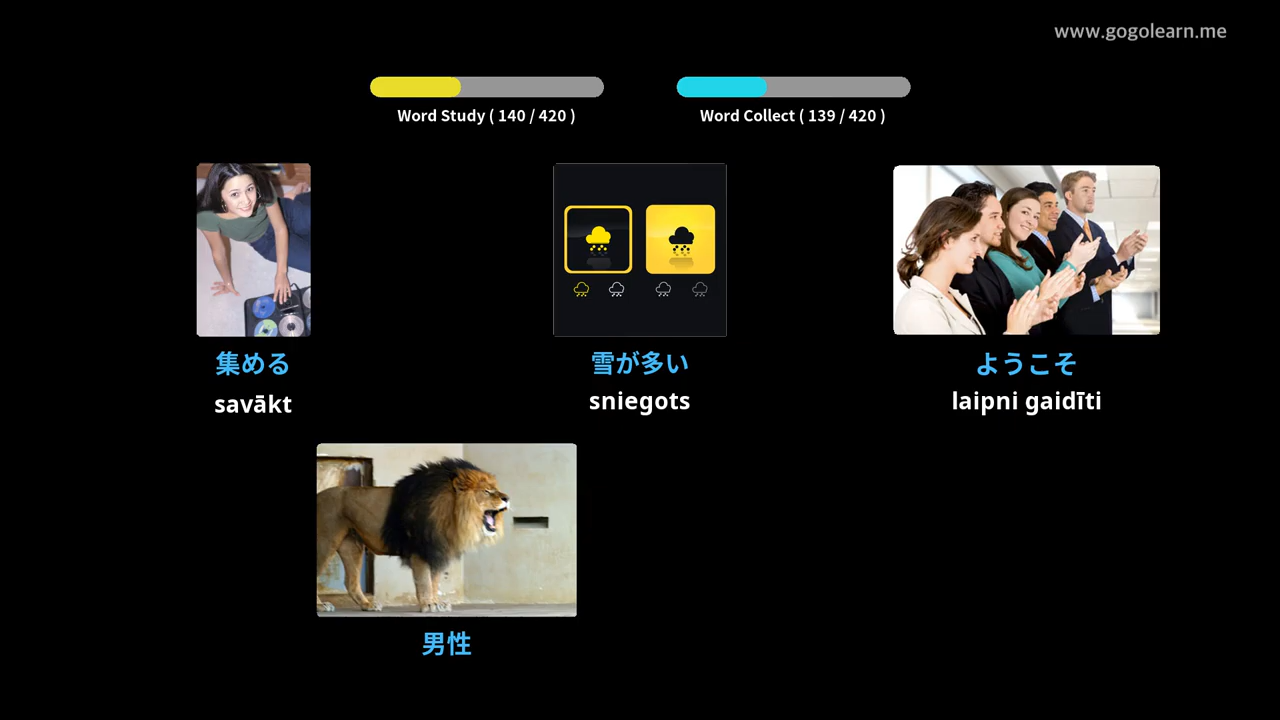 www.gogolearn.me
Word Study ( 140 / 420 )
Word Collect ( 139 / 420 )
集める
雪が多い
ようこそ
savākt
sniegots
laipni gaidīti
男性